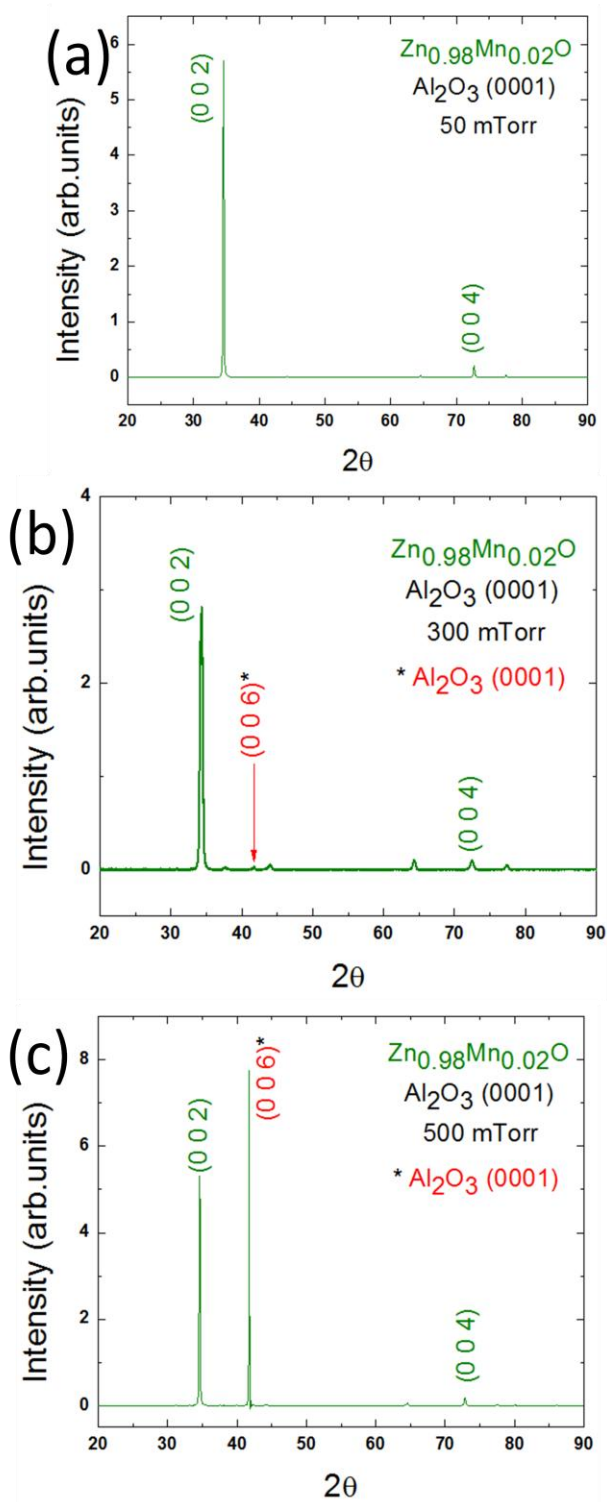 (a)
Zn0.98Mn0.02O
Al2O3 (0001)
50 mTorr
(0 0 2)
(0 0 4)
Intensity (arb.units)
6
5
4
3
2
1
0
20 30 40 50 60 70 80 90
2θ
(b)
Zn0.98Mn0.02O
Al2O3 (0001)
300 mTorr
* Al2O3 (0001)
(0 0 2)
(0 0 6)*
(0 0 4)
Intensity (arb.units)
4
2
0
20 30 40 50 60 70 80 90
2θ
(c)
Zn0.98Mn0.02O
Al2O3 (0001)
500 mTorr
* Al2O3 (0001)
(0 0 2)
(0 0 6)*
(0 0 4)
Intensity (arb.units)
8
6
4
2
0
20 30 40 50 60 70 80 90
2θ